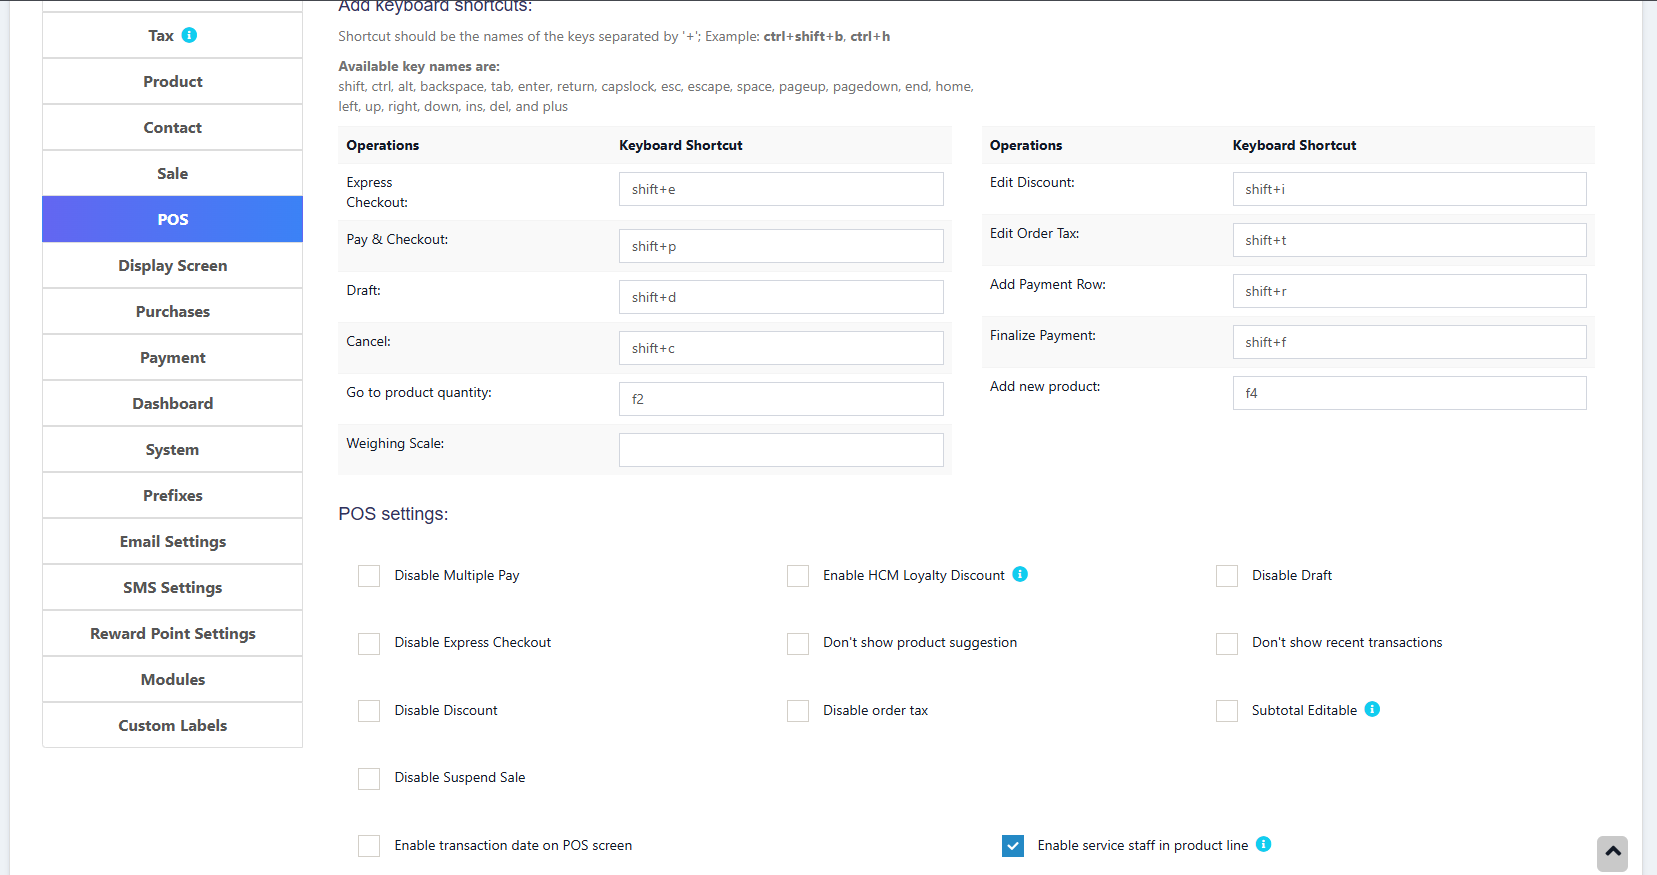 Tax
Product
Contact
Sale
POS
Display Screen
Purchases
Payment
Dashboard
System
Prefixes
Email Settings
SMS Settings
Reward Point Settings
Modules
Custom Labels
Add keyboard shortcuts:
Shortcut should be the names of the keys separated by '+'; Example: ctrl+shift+b, ctrl+h
Available key names are:
shift, ctrl, alt, backspace, tab, enter, return, capslock, esc, escape, space, pageup, pagedown, end, home,
left, up, right, down, ins, del, and plus
Operations Keyboard Shortcut
Express
Checkout: shift+e
Pay & Checkout: shift+p
Draft: shift+d
Cancel: shift+c
Go to product quantity: f2
Weighing Scale:
Operations Keyboard Shortcut
Edit Discount: shift+i
Edit Order Tax: shift+t
Add Payment Row: shift+r
Finalize Payment: shift+f
Add new product: f4
POS settings:
Disable Multiple Pay Enable HCM Loyalty Discount Disable Draft
Disable Express Checkout Don't show product suggestion Don't show recent transactions
Disable Discount Disable order tax Subtotal Editable
Disable Suspend Sale
Enable transaction date on POS screen Enable service staff in product line